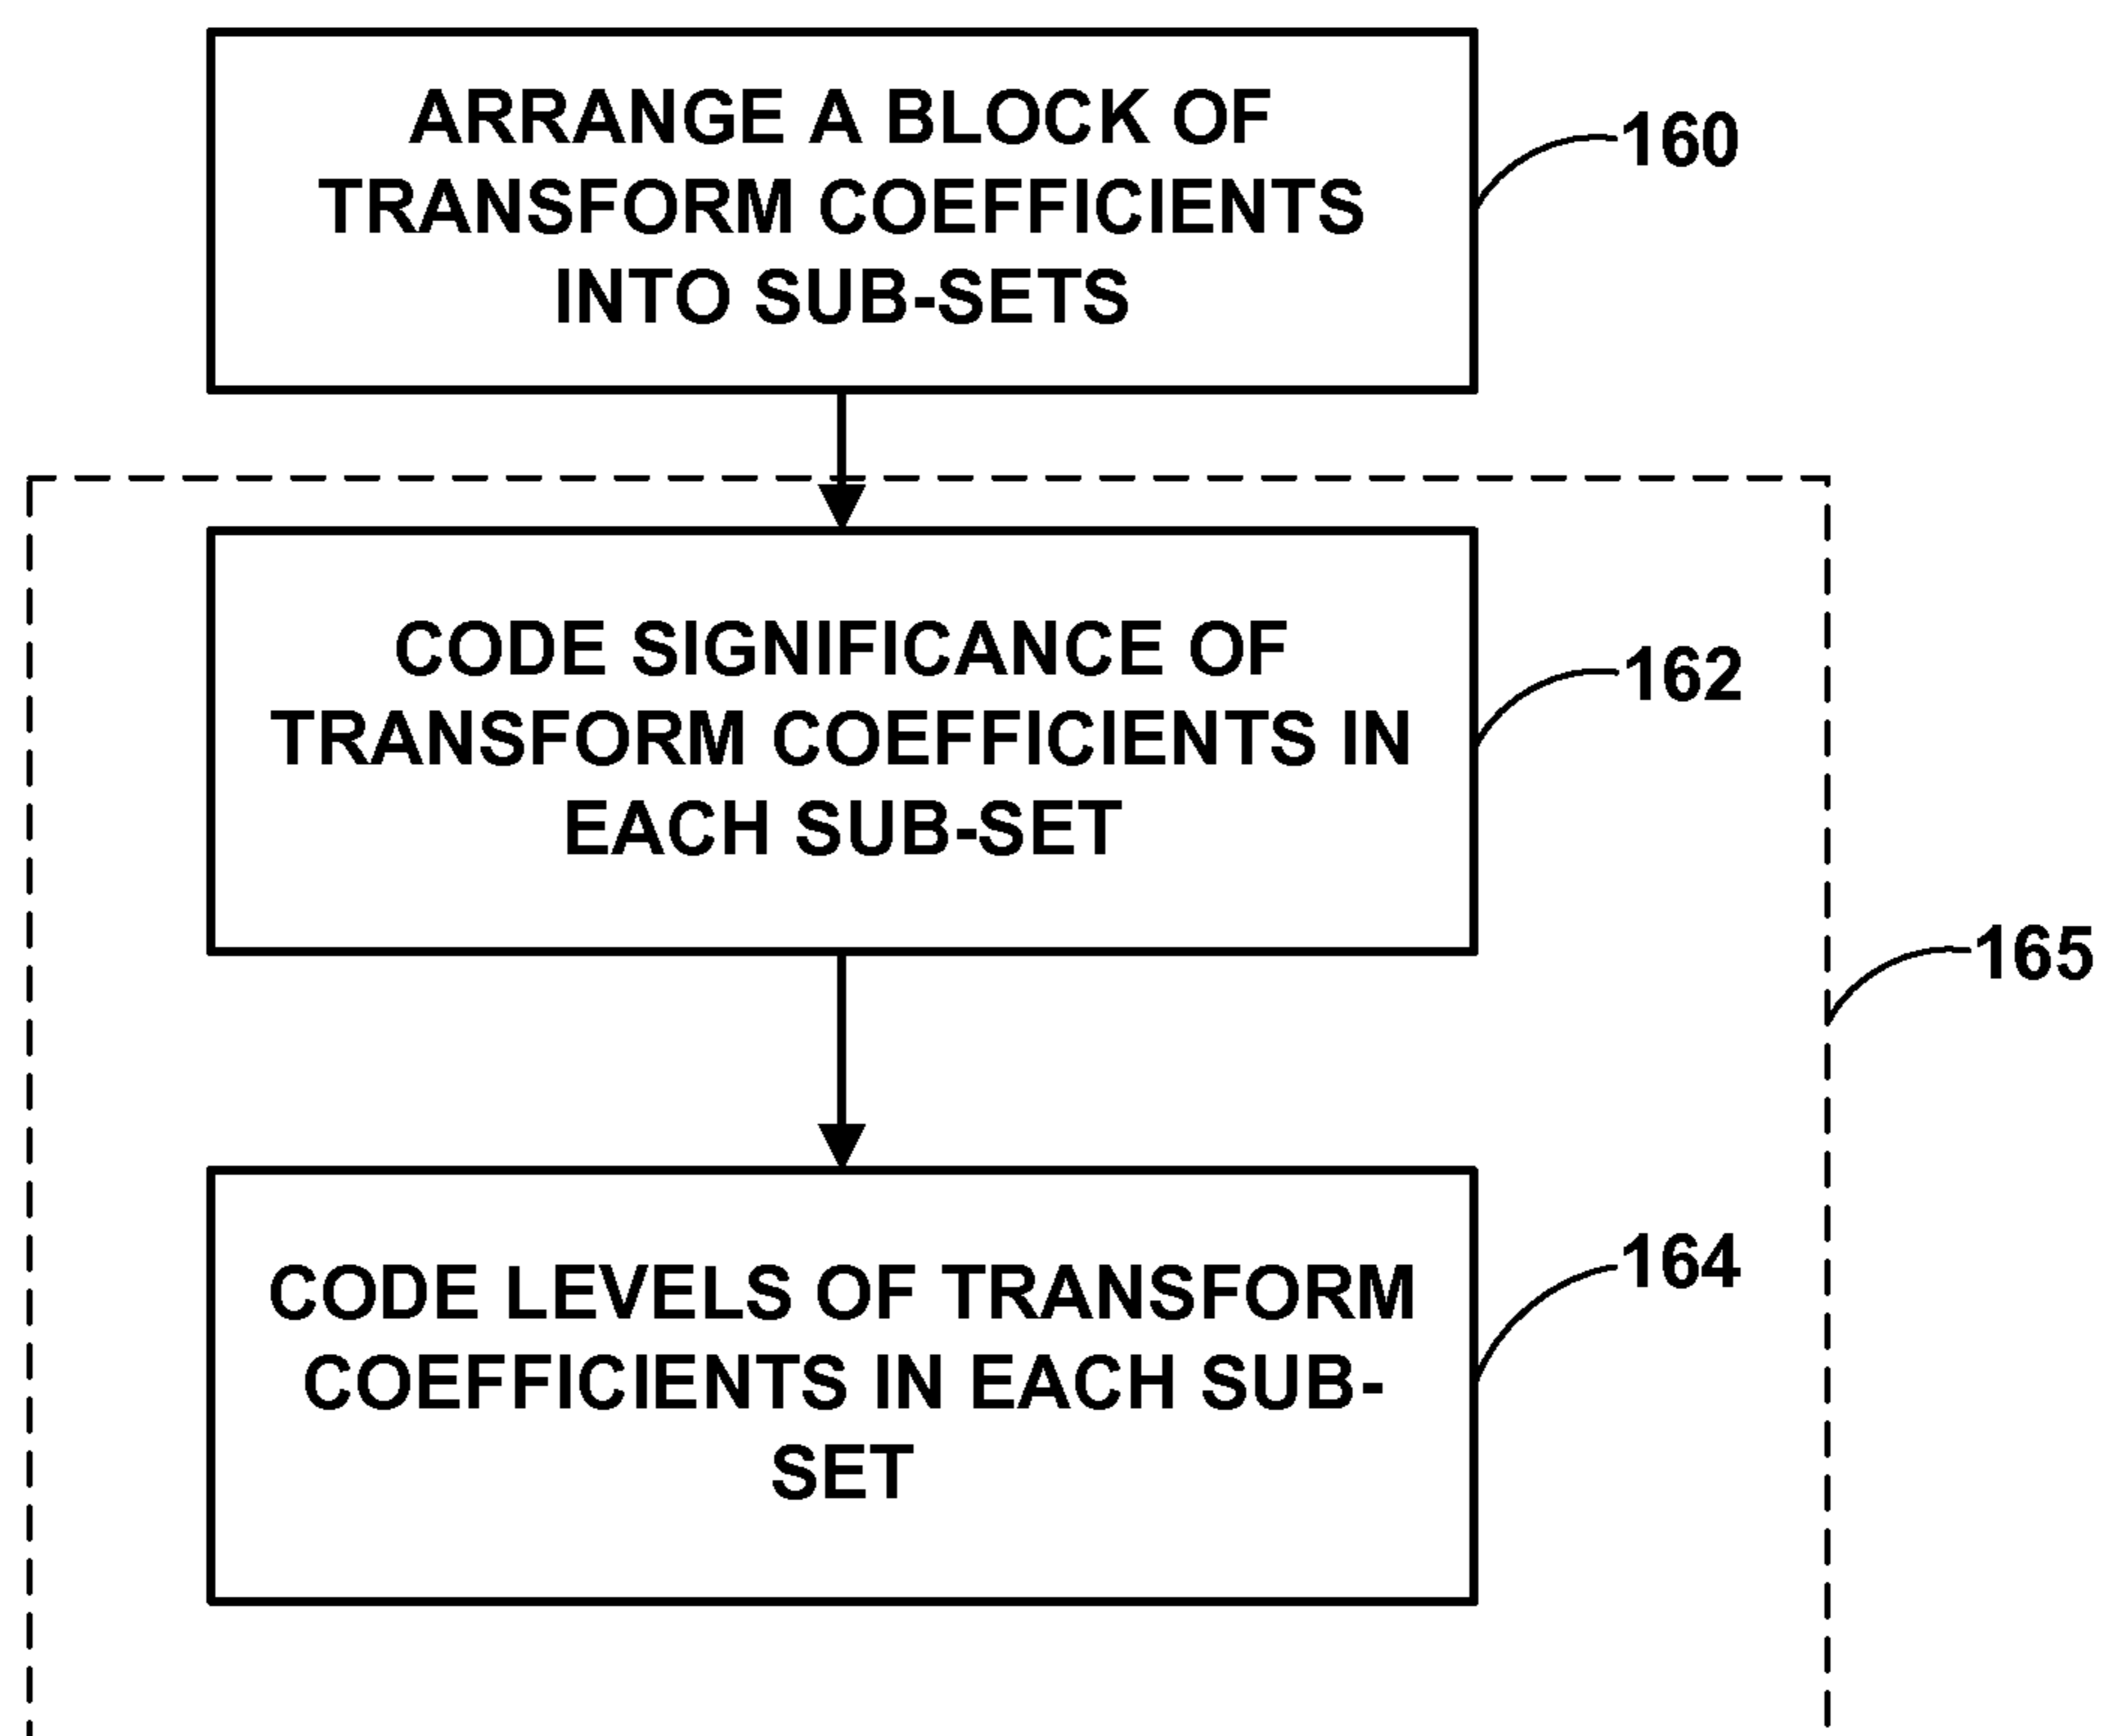 ARRANGE A BLOCK OF
TRANSFORM COEFFICIENTS
INTO SUB-SETS
160
CODE SIGNIFICANCE OF
TRANSFORM COEFFICIENTS IN
EACH SUB-SET
162
165
CODE LEVELS OF TRANSFORM
COEFFICIENTS IN EACH SUB-
SET
164